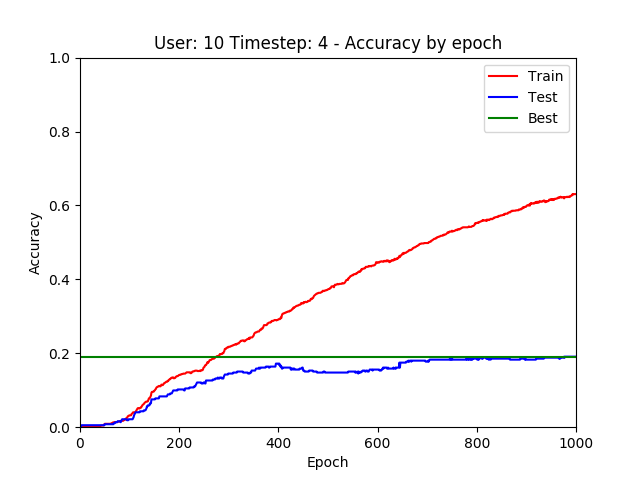 User: 10 Timestep: 4 - Accuracy by epoch
1.0
0.8
0.6
0.4
0.2
0.0
Accuracy
Train
Test
Best
0 200 400 600 800 1000
Epoch